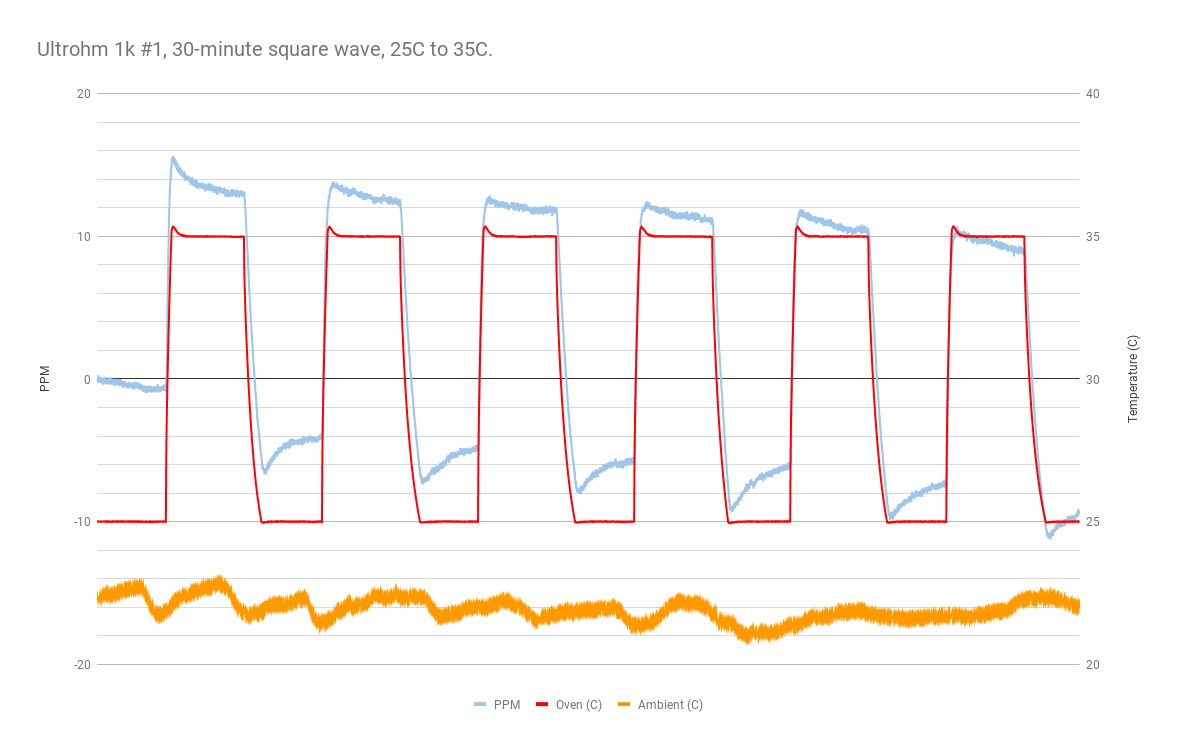 Ultrohm 1k #1, 30-minute square wave, 25C to 35C.
20
10
0
-10
-20
PPM
40
35
30
25
20
Temperature (C)
PPM
Oven (C)
Ambient (C)